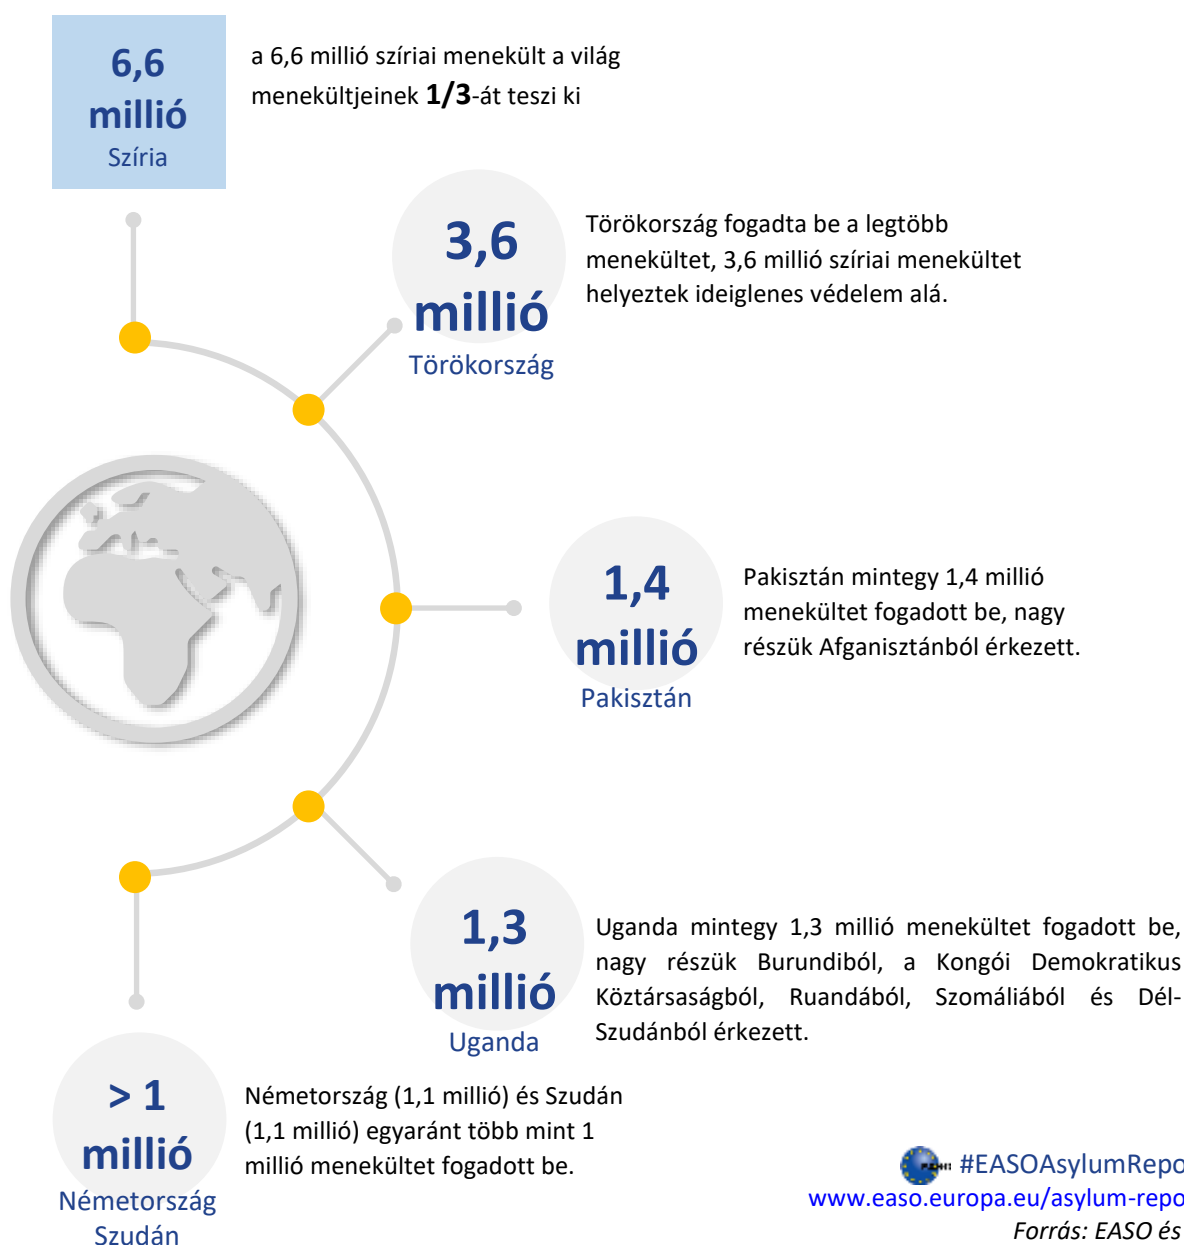 6,6
millió
Szíria
a 6,6 millió szíriai menekült a világ
menekültjeinek 1/3-át teszi ki
3,6
millió
Törökország
Törökország fogadta be a legtöbb
menekültet, 3,6 millió szíriai menekültet
helyeztek ideiglenes védelem alá.
1,4
millió
Pakisztán
Pakisztán mintegy 1,4 millió
menekültet fogadott be, nagy
részük Afganisztánból érkezett.
1,3
millió
Uganda
Uganda mintegy 1,3 millió menekültet fogadott be,
nagy részük Burundiból, a Kongói Demokratikus
Köztársaságból, Ruandából, Szomáliából és Dél-
Szudánból érkezett.
> 1
millió
Németország
Szudán
Németország (1,1 millió) és Szudán
(1,1 millió) egyaránt több mint 1
millió menekültet fogadott be.
#EASOAsylumRepo
www.easo.europa.eu/asylum-repo
Forrás: EASO és